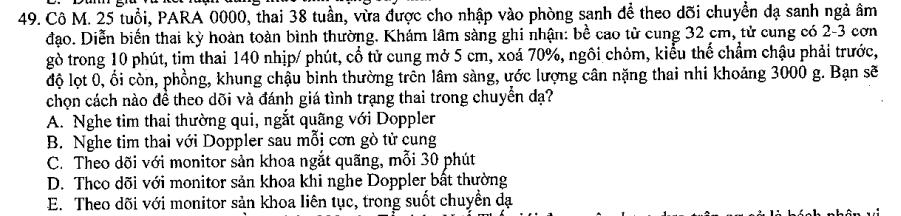 49. Cô M. 25 tuổi, PARA 0000, thai 38 tuần, vừa được cho nhập vào phòng sanh để theo dõi chuyển dạ sanh ngả âm
đạo. Diễn biến thai kỳ hoàn toàn bình thường. Khám lâm sàng ghi nhận: bề cao tử cung 32 cm, tử cung có 2-3 cơn
gò trong 10 phút, tim thai 140 nhịp/ phút, cổ tử cung mở 5 cm, xoá 70%, ngôi chỏm, kiểu thế chẩm chậu phải trước,
độ lọt 0, ối còn, phồng, khung chậu bình thường trên lâm sàng, ước lượng cân nặng thai nhi khoảng 3000 g. Bạn sẽ
chọn cách nào để theo dõi và đánh giá tình trạng thai trong chuyển dạ?
A. Nghe tim thai thường qui, ngắt quãng với Doppler
B. Nghe tim thai với Doppler sau mỗi cơn gò tử cung
C. Theo dõi với monitor sản khoa ngắt quãng, mỗi 30 phút
D. Theo dõi với monitor sản khoa khi nghe Doppler bất thường
E. Theo dõi với monitor sản khoa liên tục, trong suốt chuyển dạ